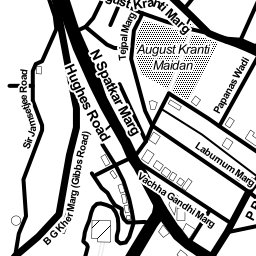 ugust Kranti Marg
Tejpal Marg
August Kranti
Maidan
N Spatkar Marg
Hughes Road
Papanas Wadi
Sir Jamsetjee Road
Labumum Marg
Vachha Gandhi Marg
B G Kher Marg (Gibbs Road)
P R